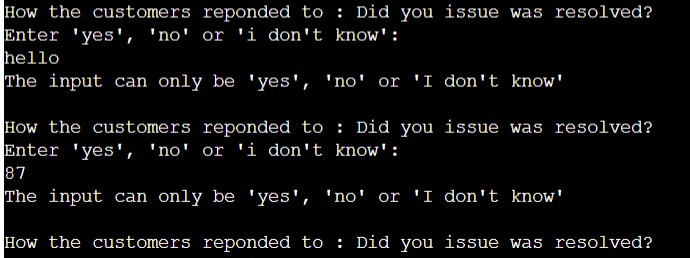 How the customers reponded to : Did you issue was resolved?
Enter 'yes', 'no' or 'i don't know':
hello
The input can only be 'yes', 'no' or 'I don't know'
How the customers reponded to : Did you issue was resolved?
Enter 'yes', 'no' or 'i don't know':
87
The input can only be 'yes', 'no' or 'I don't know'
How the customers reponded to : Did you issue was resolved?